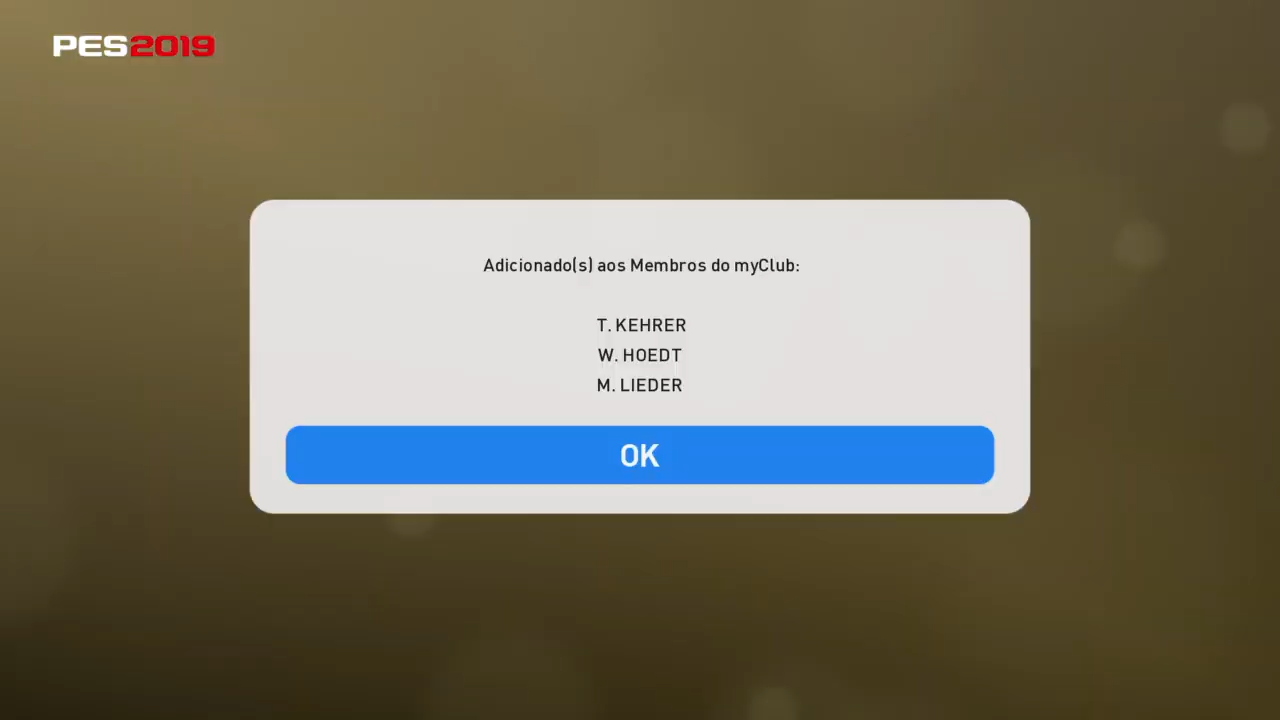 PES2019
Adicionado(s) aos Membros do myClub:
T. KEHRER
W. HOEDT
M. LIEDER
OK